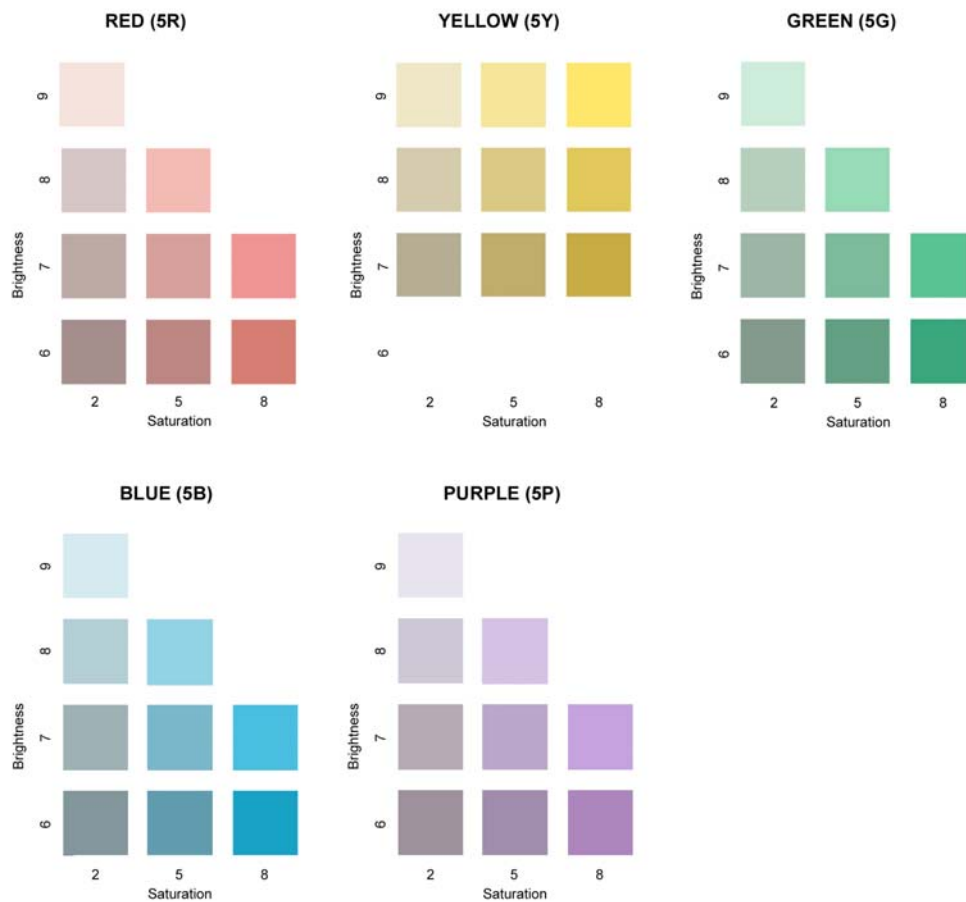 RED (5R)
YELLOW (5Y)
GREEN (5G)
9
8
7
6
Brightness
2 5 8
Saturation
9
8
7
6
Brightness
2 5 8
Saturation
9
8
7
6
Brightness
2 5 8
Saturation
BLUE (5B)
PURPLE (5P)
9
8
7
6
Brightness
2 5 8
Saturation
9
8
7
6
Brightness
2 5 8
Saturation